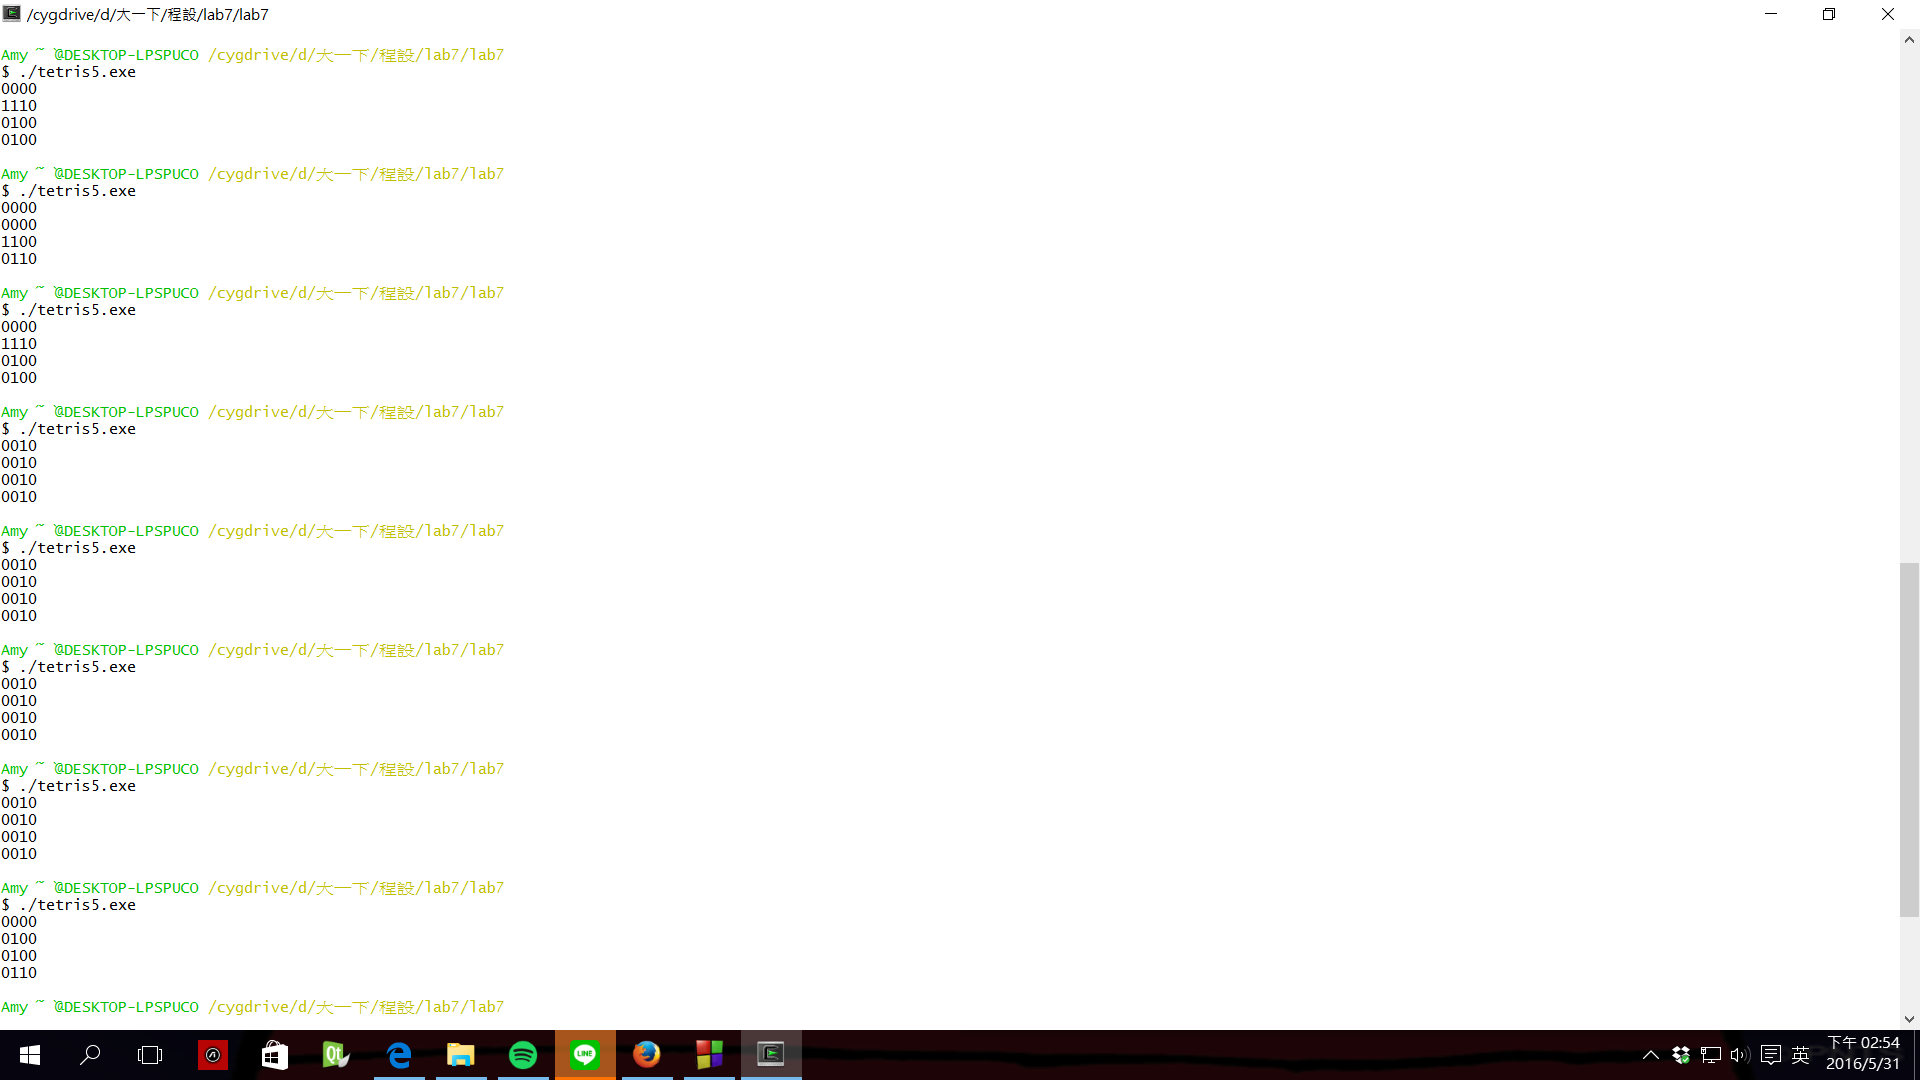 /cygdrive/d/大一下/程設/lab7/lab7
Amy ~ @DESKTOP-LPSPUCO /cygdrive/d/大一下/程設/lab7/lab7
$ ./tetris5.exe
0000
1110
0100
0100
Amy ~ @DESKTOP-LPSPUCO /cygdrive/d/大一下/程設/lab7/lab7
$ ./tetris5.exe
0000
0000
1100
0110
Amy ~ @DESKTOP-LPSPUCO /cygdrive/d/大一下/程設/lab7/lab7
$ ./tetris5.exe
0000
1110
0100
0100
Amy ~ @DESKTOP-LPSPUCO /cygdrive/d/大一下/程設/lab7/lab7
$ ./tetris5.exe
0010
0010
0010
0010
Amy ~ @DESKTOP-LPSPUCO /cygdrive/d/大一下/程設/lab7/lab7
$ ./tetris5.exe
0010
0010
0010
0010
Amy ~ @DESKTOP-LPSPUCO /cygdrive/d/大一下/程設/lab7/lab7
$ ./tetris5.exe
0010
0010
0010
0010
Amy ~ @DESKTOP-LPSPUCO /cygdrive/d/大一下/程設/lab7/lab7
$ ./tetris5.exe
0010
0010
0010
0010
Amy ~ @DESKTOP-LPSPUCO /cygdrive/d/大一下/程設/lab7/lab7
$ ./tetris5.exe
0000
0100
0100
0110
Amy ~ @DESKTOP-LPSPUCO /cygdrive/d/大一下/程設/lab7/lab7
Qt
LINE
英
下午 02:54
2016/5/31